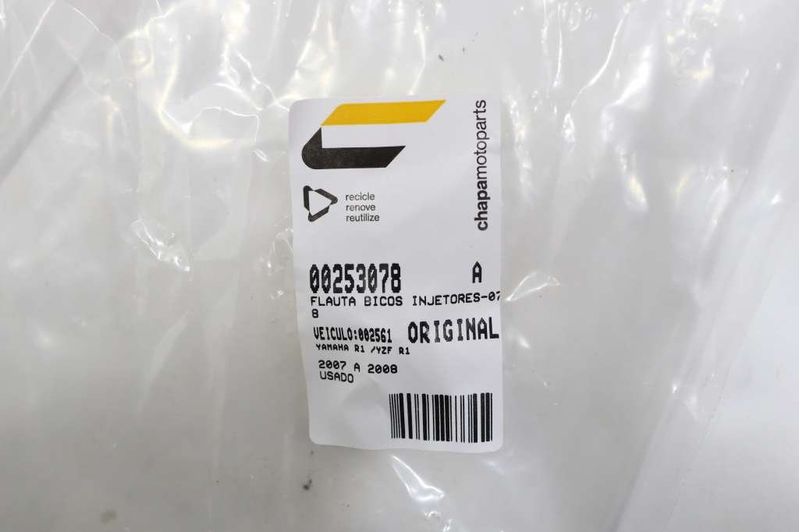 chapamotoparts
recicle
renove
reutilize
00253078 A
FLAUTA BICOS INJETORES-07
8
VEICULO:002561 ORIGINAL
YAMAHA R1 /YZF R1
2007 A 2008
USADO